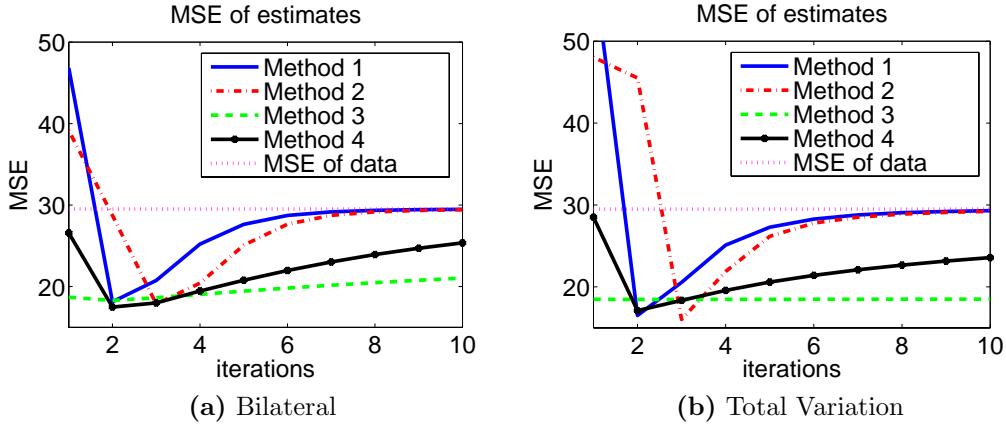 MSE of estimates
50
40
30
20
MSE
Method 1
Method 2
Method 3
Method 4
MSE of data
2 4 6 8 10
iterations
(a) Bilateral
MSE of estimates
50
40
30
20
MSE
Method 1
Method 2
Method 3
Method 4
MSE of data
2 4 6 8 10
iterations
(b) Total Variation